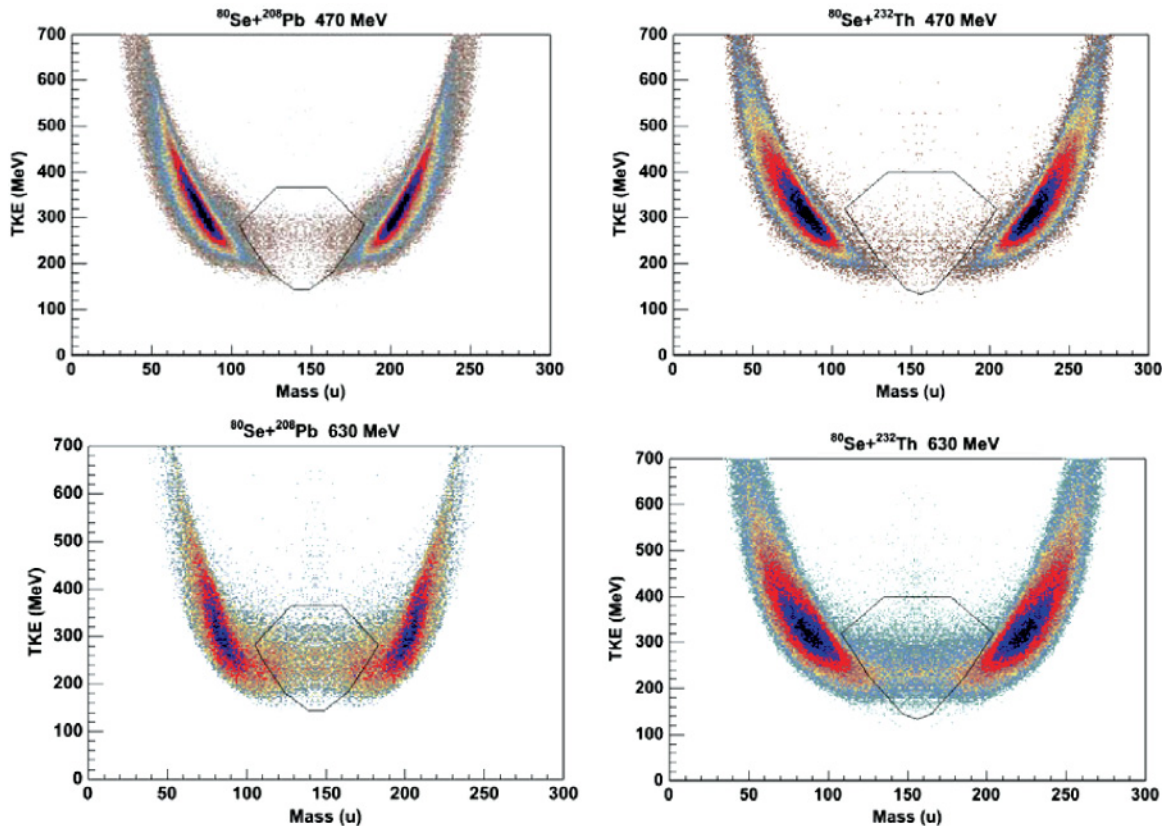 ⁸⁰Se+²⁰⁸Pb 470 MeV
700
600
500
400
300
200
100
0
TKE (MeV)
0 50 100 150 200 250 300
Mass (u)
⁸⁰Se+²³²Th 470 MeV
700
600
500
400
300
200
100
0
TKE (MeV)
0 50 100 150 200 250 300
Mass (u)
⁸⁰Se+²⁰⁸Pb 630 MeV
700
600
500
400
300
200
100
0
TKE (MeV)
0 50 100 150 200 250 300
Mass (u)
⁸⁰Se+²³²Th 630 MeV
700
600
500
400
300
200
100
0
TKE (MeV)
0 50 100 150 200 250 300
Mass (u)